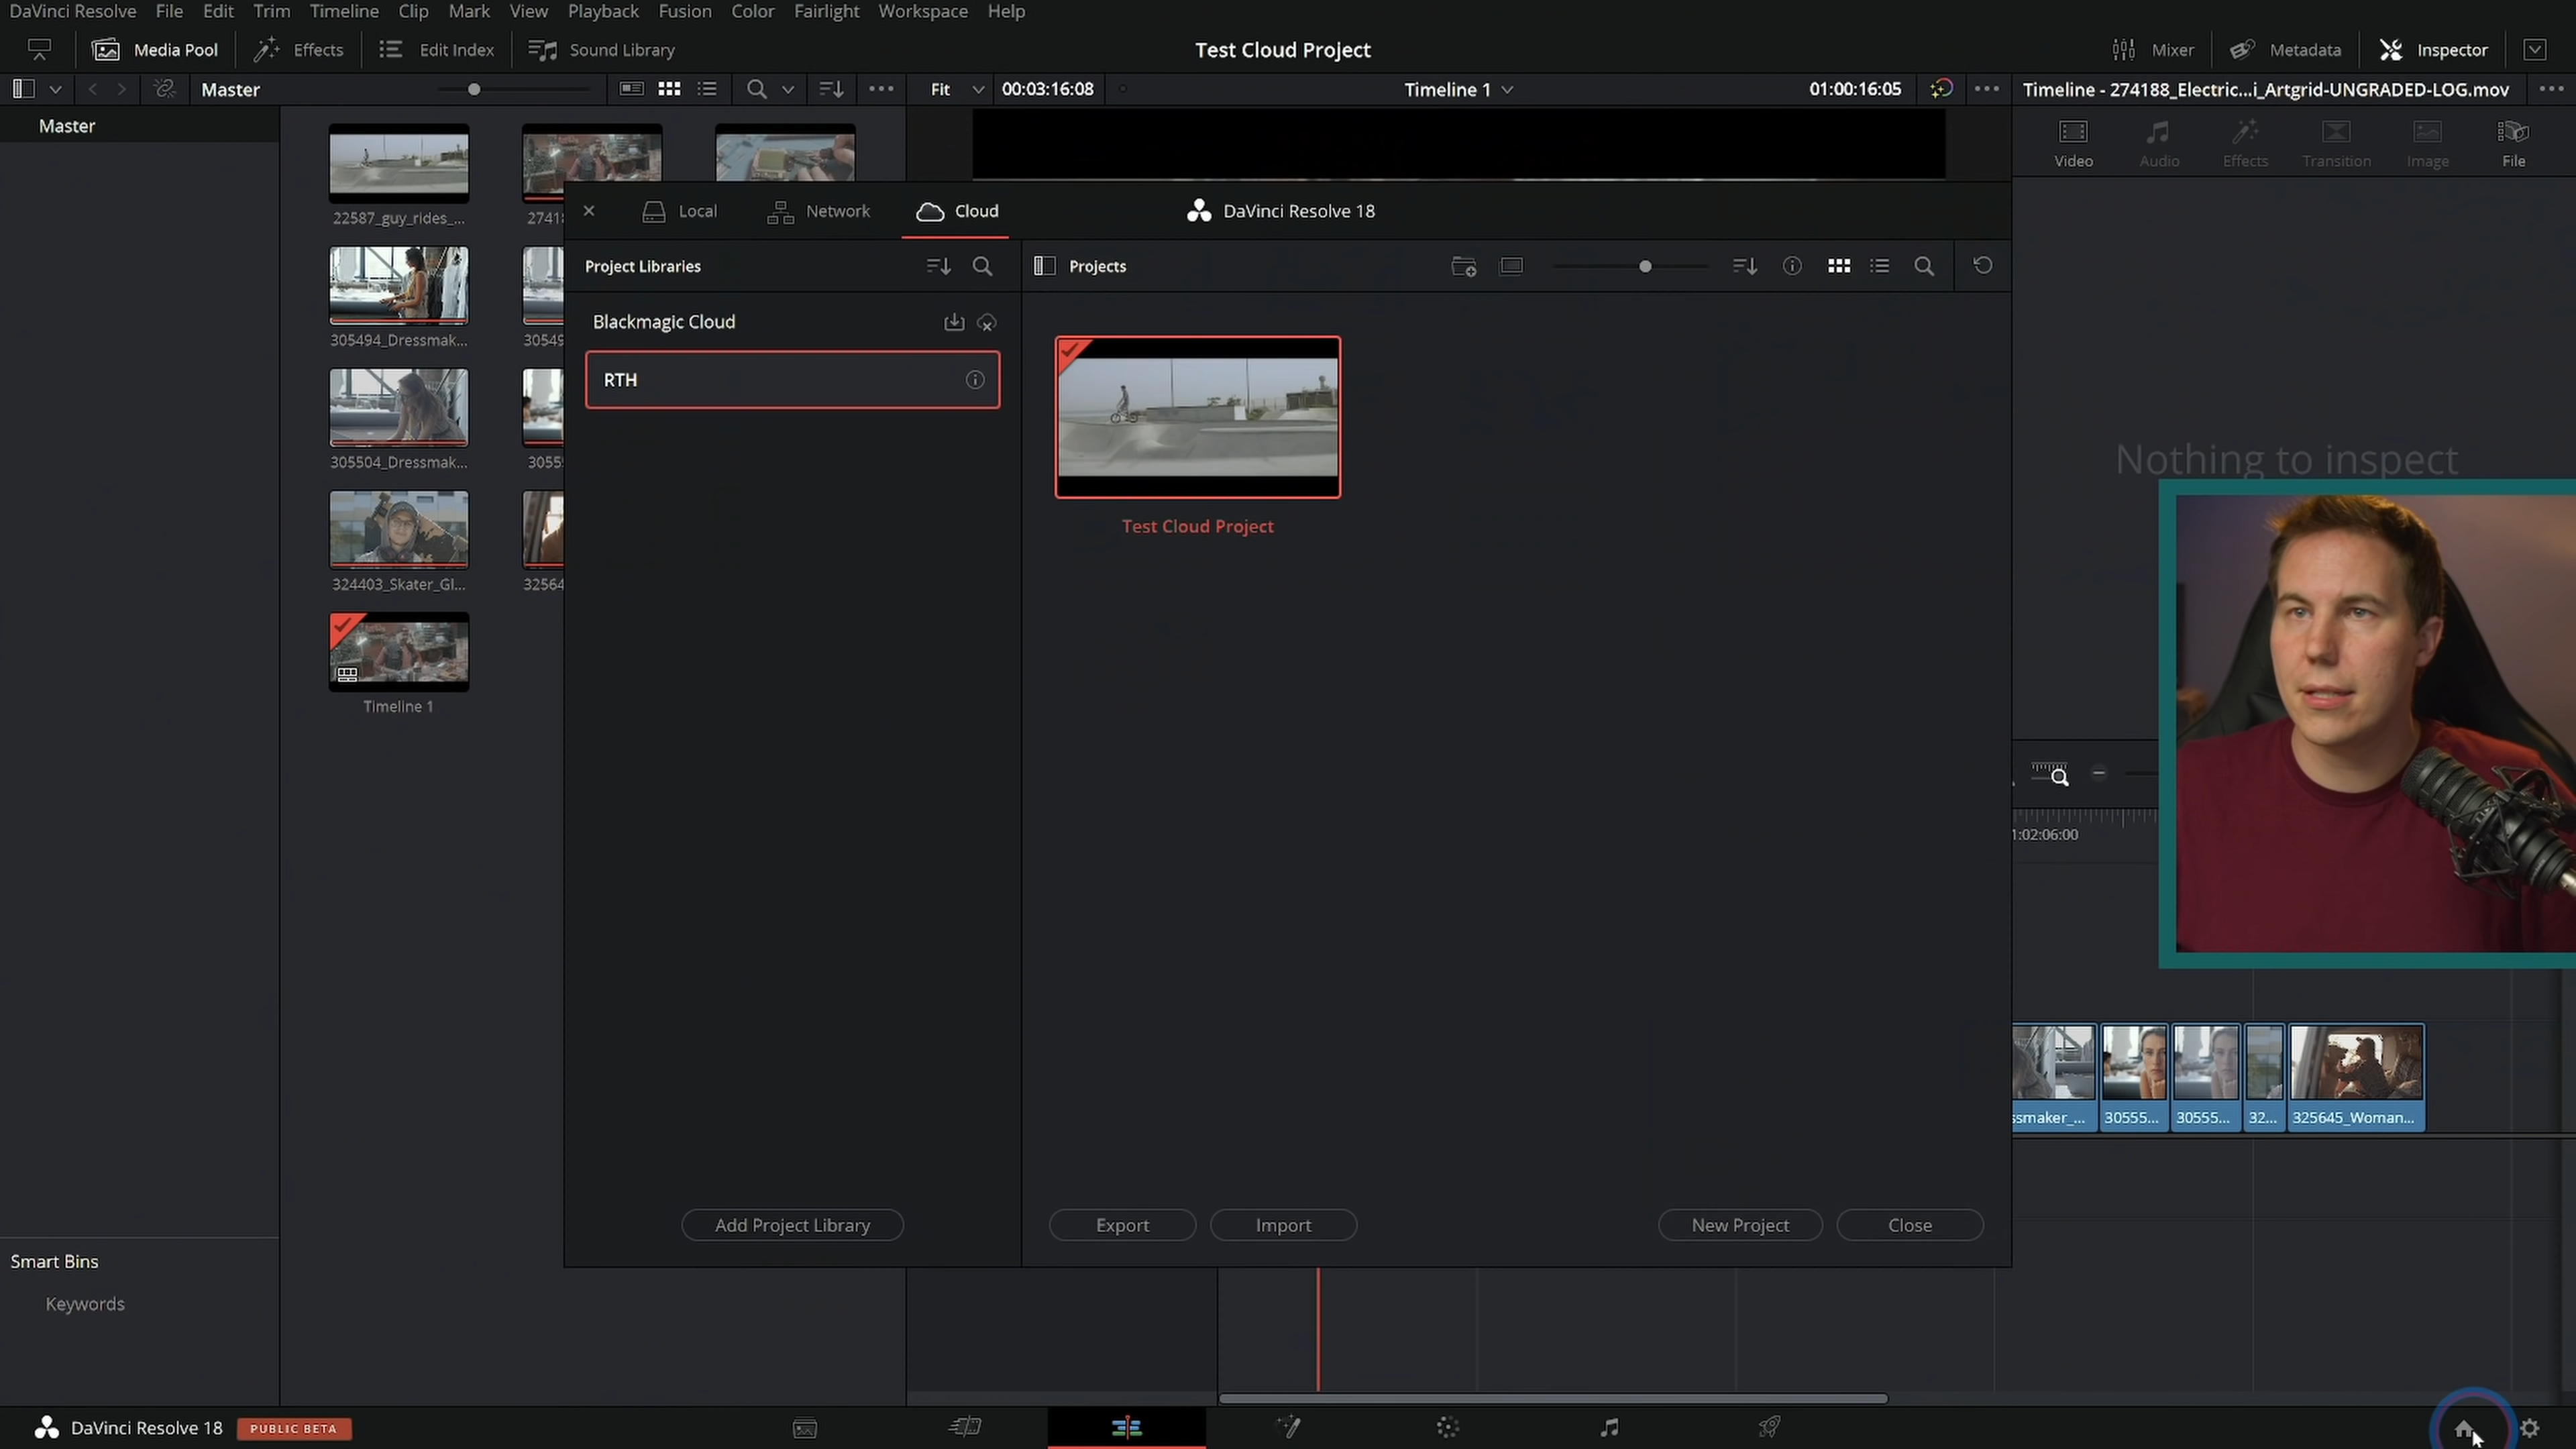 DaVinci Resolve File Edit Trim Timeline Clip Mark View Playback Fusion Color Fairlight Workspace Help
Media Pool Effects Edit Index Sound Library Test Cloud Project Mixer Metadata Inspector
Master Fit 00:03:16:08 Timeline 1 01:00:16:05 Timeline - 274188_Electric...i_Artgrid-UNGRADED-LOG.mov
Master
Video Audio Effects Transition Image File
22587_guy_rides_...
2741
Local Network Cloud DaVinci Resolve 18
Project Libraries Projects
Blackmagic Cloud
RTH
305494_Dressmak...
3054
305504_Dressmak...
3055
324403_Skater_Gl...
3256
Timeline 1
Test Cloud Project
Nothing to inspect
1:02:06:00
smaker_... 30555... 30555... 32... 325645_Woman...
Add Project Library Export Import New Project Close
Smart Bins
Keywords
DaVinci Resolve 18 PUBLIC BETA